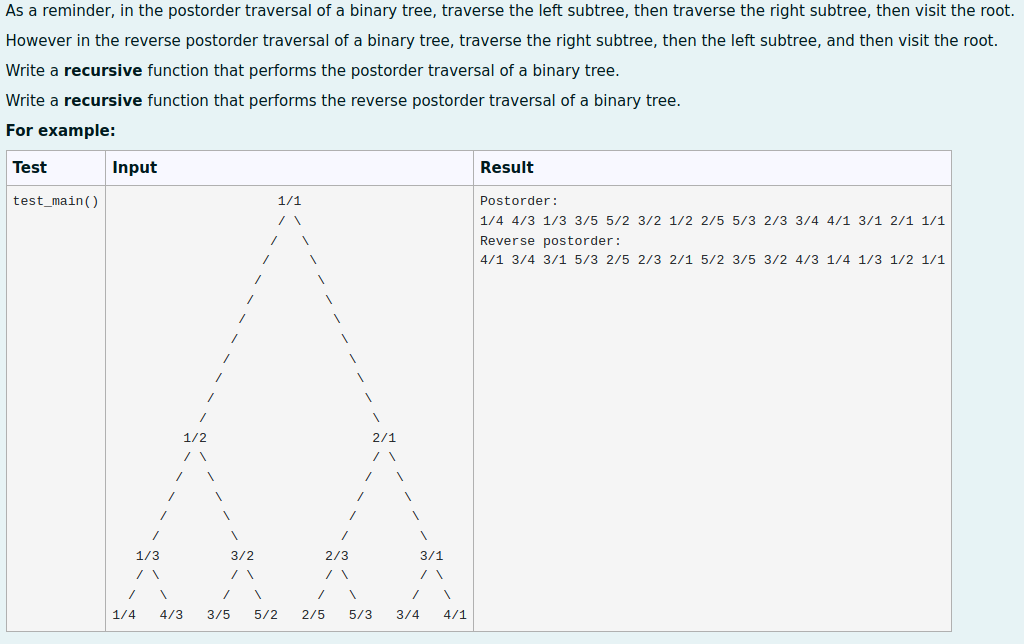 As a reminder, in the postorder traversal of a binary tree, traverse the left subtree, then traverse the right subtree, then visit the root.
However in the reverse postorder traversal of a binary tree, traverse the right subtree, then the left subtree, and then visit the root.
Write a recursive function that performs the postorder traversal of a binary tree.
Write a recursive function that performs the reverse postorder traversal of a binary tree.
For example:
Test Input Result
test_main()
1/1
/ \
/ \
/ \
/ \
/ \
/ \
/ \
/ \
/ \
/ \
/ \
1/2 2/1
/ \ / \
/ \ / \
/ \ / \
/ \ / \
/ \ / \
1/3 3/2 2/3 3/1
/ \ / \ / \ / \
/ \ / \ / \ / \
1/4 4/3 3/5 5/2 2/5 5/3 3/4 4/1
Postorder:
1/4 4/3 1/3 3/5 5/2 3/2 1/2 2/5 5/3 2/3 3/4 4/1 3/1 2/1 1/1
Reverse postorder:
4/1 3/4 3/1 5/3 2/5 2/3 2/1 5/2 3/5 3/2 4/3 1/4 1/3 1/2 1/1